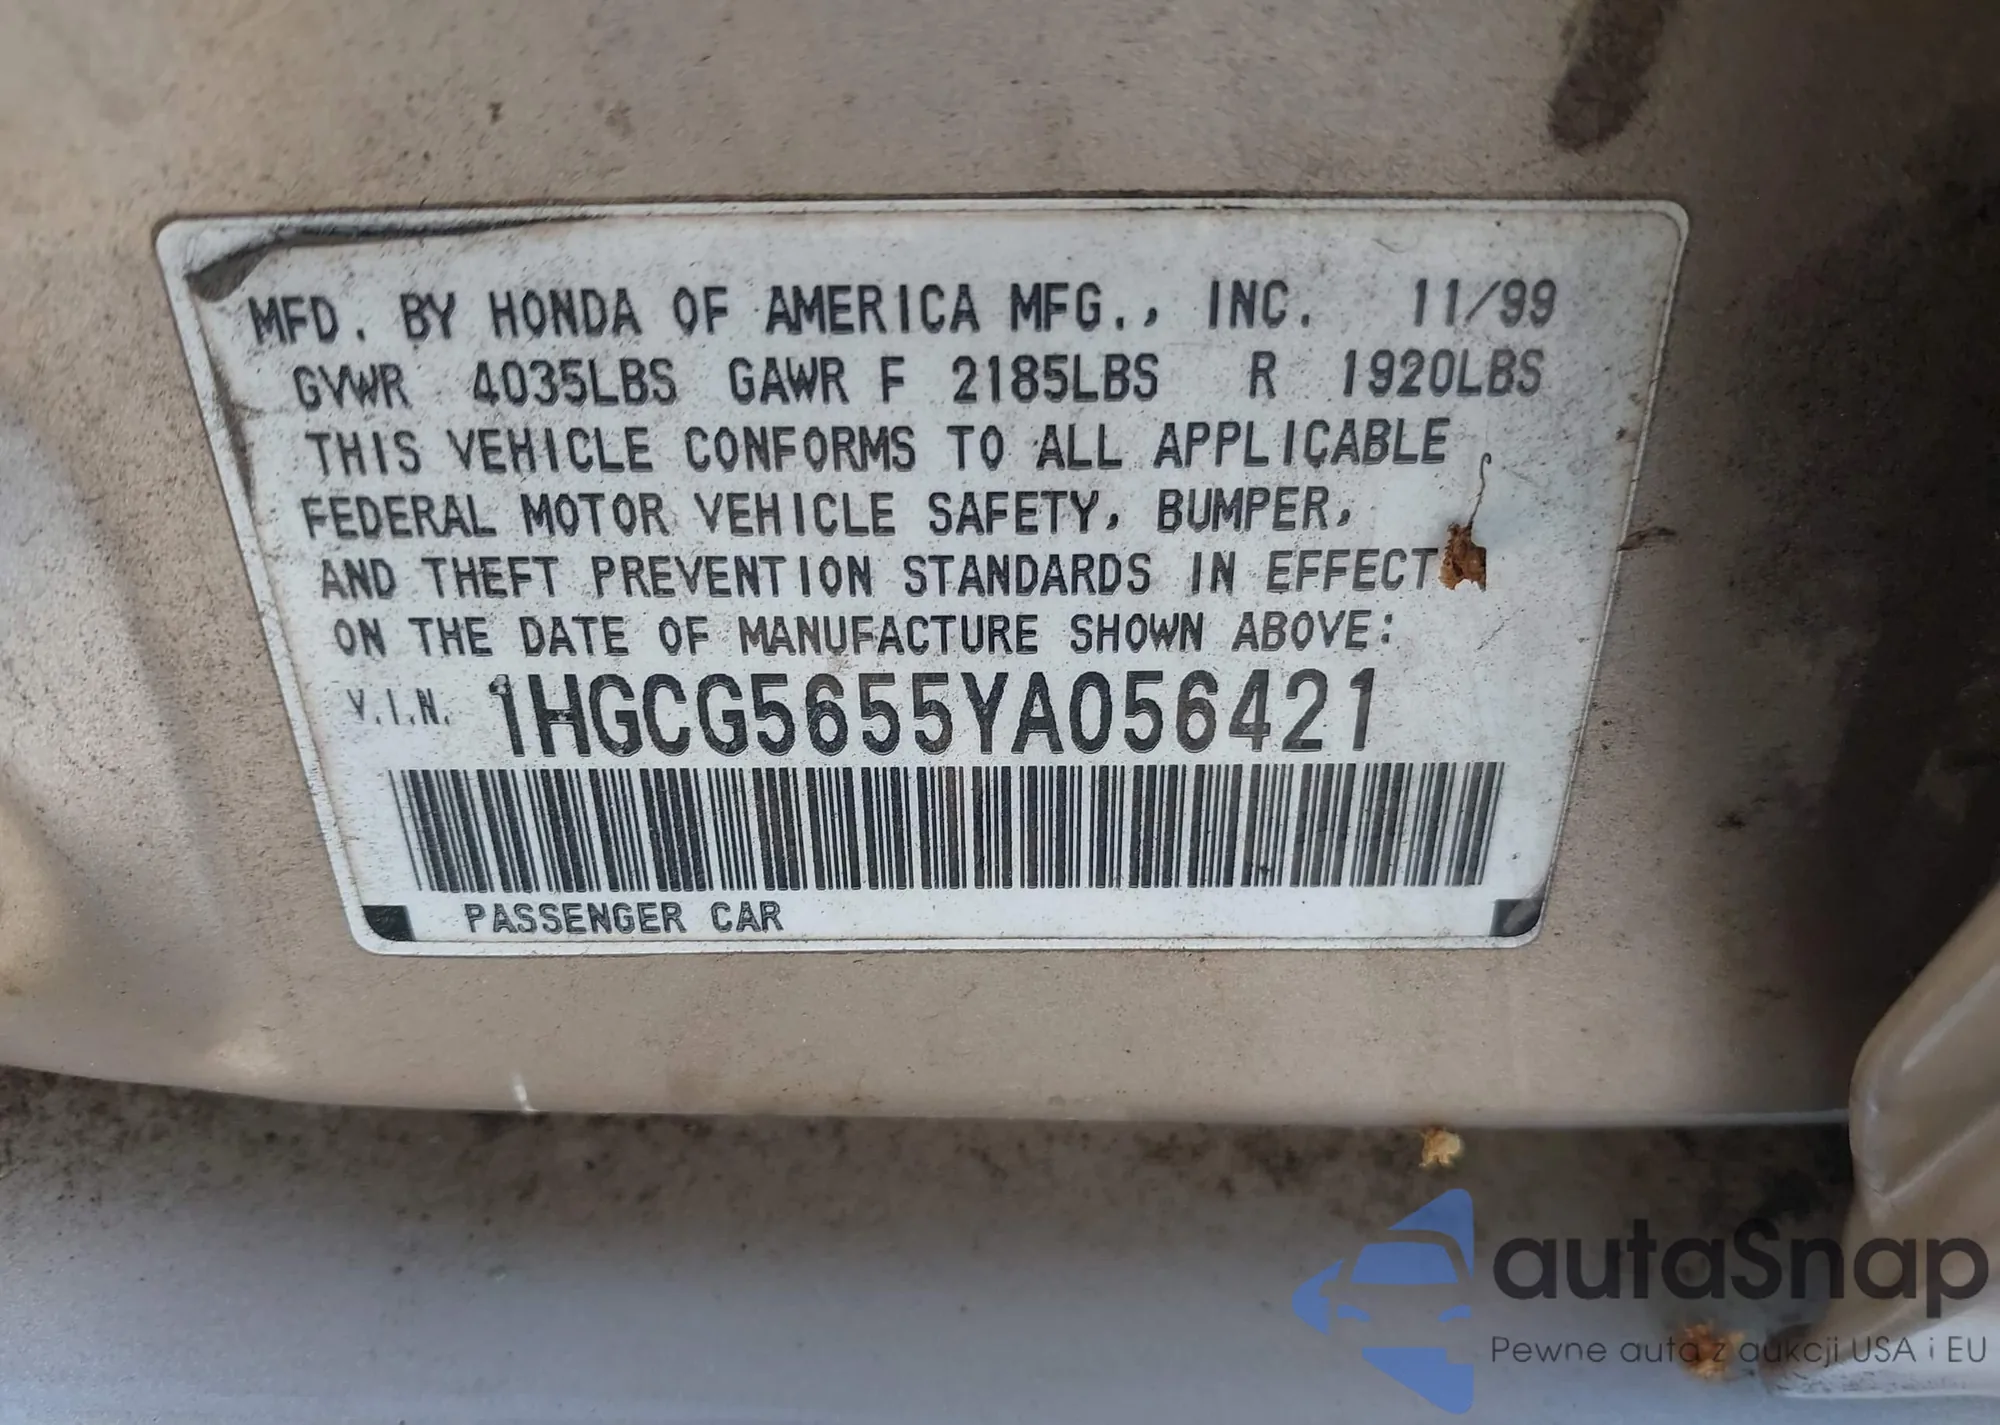 MFD. BY HONDA OF AMERICA MFG., INC. 11/99
GVWR 4035LBS GAWR F 2185LBS R 1920LBS
THIS VEHICLE CONFORMS TO ALL APPLICABLE
FEDERAL MOTOR VEHICLE SAFETY, BUMPER,
AND THEFT PREVENTION STANDARDS IN EFFECT
ON THE DATE OF MANUFACTURE SHOWN ABOVE:
V.I.N. 1HGCG5655YA056421
PASSENGER CAR
autaSnap
Pewne auta z aukcji USA i EU